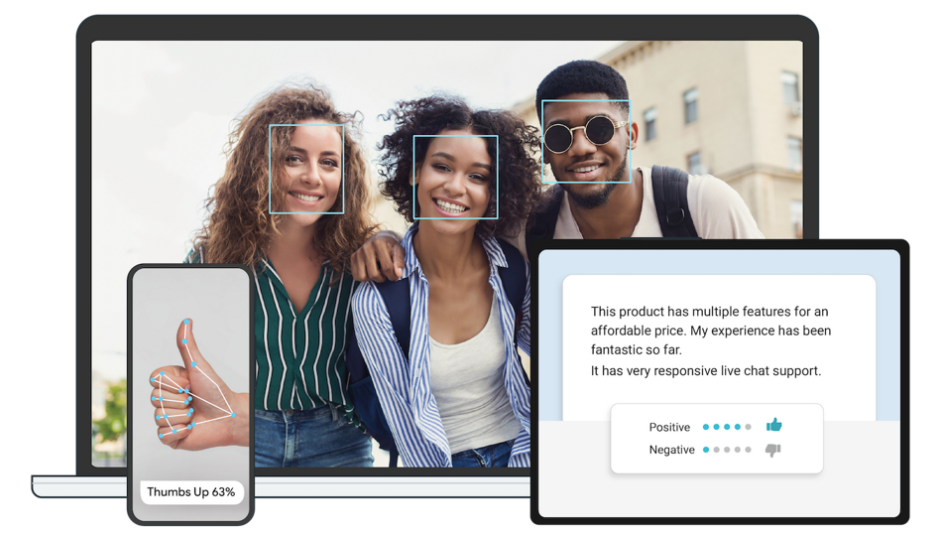 Thumbs Up 63%
This product has multiple features for an
affordable price. My experience has been
fantastic so far.
It has very responsive live chat support.
Positive
Negative